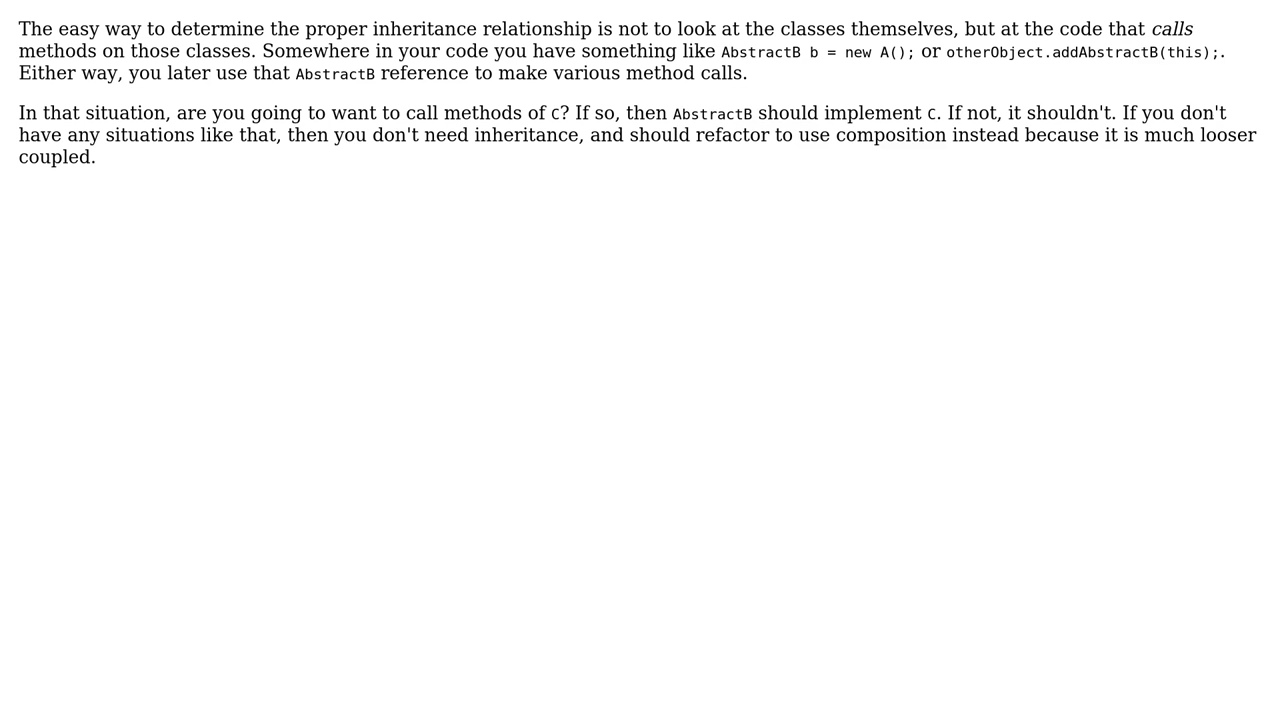 The easy way to determine the proper inheritance relationship is not to look at the classes themselves, but at the code that calls
methods on those classes. Somewhere in your code you have something like AbstractB b = new A(); or otherObject.addAbstractB(this);.
Either way, you later use that AbstractB reference to make various method calls.
In that situation, are you going to want to call methods of C? If so, then AbstractB should implement C. If not, it shouldn't. If you don't
have any situations like that, then you don't need inheritance, and should refactor to use composition instead because it is much looser
coupled.